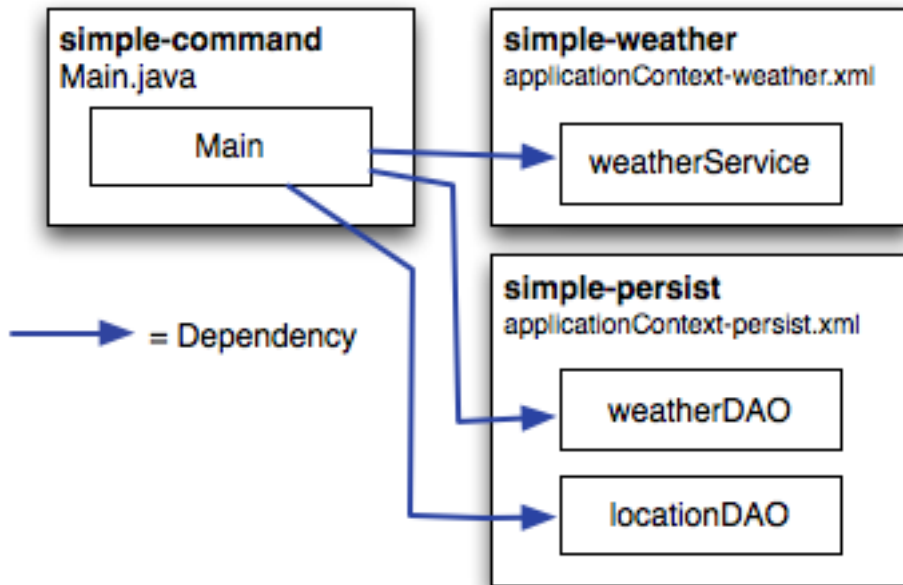 simple-command
Main.java
Main
simple-weather
applicationContext-weather.xml
weatherService
simple-persist
applicationContext-persist.xml
weatherDAO
locationDAO
= Dependency